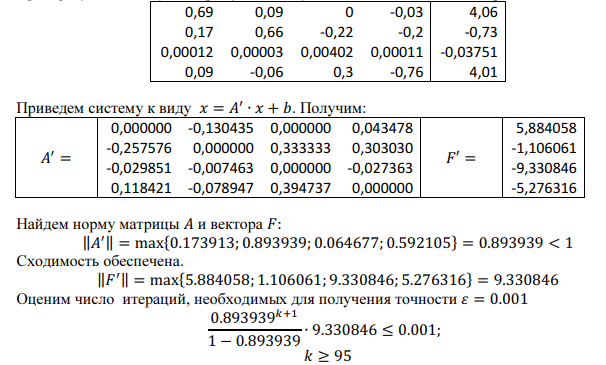 0,69 0,09 0 -0,03 4,06
0,17 0,66 -0,22 -0,2 -0,73
0,00012 0,00003 0,00402 0,00011 -0,03751
0,09 -0,06 0,3 -0,76 4,01
Приведем систему к виду x = A′ · x + b. Получим:
0,000000 -0,130435 0,000000 0,043478 5,884058
-0,257576 0,000000 0,333333 0,303030 -1,106061
A′ = -0,029851 -0,007463 0,000000 -0,027363 F′ = -9,330846
0,118421 -0,078947 0,394737 0,000000 -5,276316
Найдем норму матрицы A и вектора F:
‖A′‖ = max{0.173913; 0.893939; 0.064677; 0.592105} = 0.893939 < 1
Сходимость обеспечена.
‖F′‖ = max{5.884058; 1.106061; 9.330846; 5.276316} = 9.330846
Оценим число итераций, необходимых для получения точности ε = 0.001
0.893939^{k+1}
1 − 0.893939 · 9.330846 ≤ 0.001;
k ≥ 95